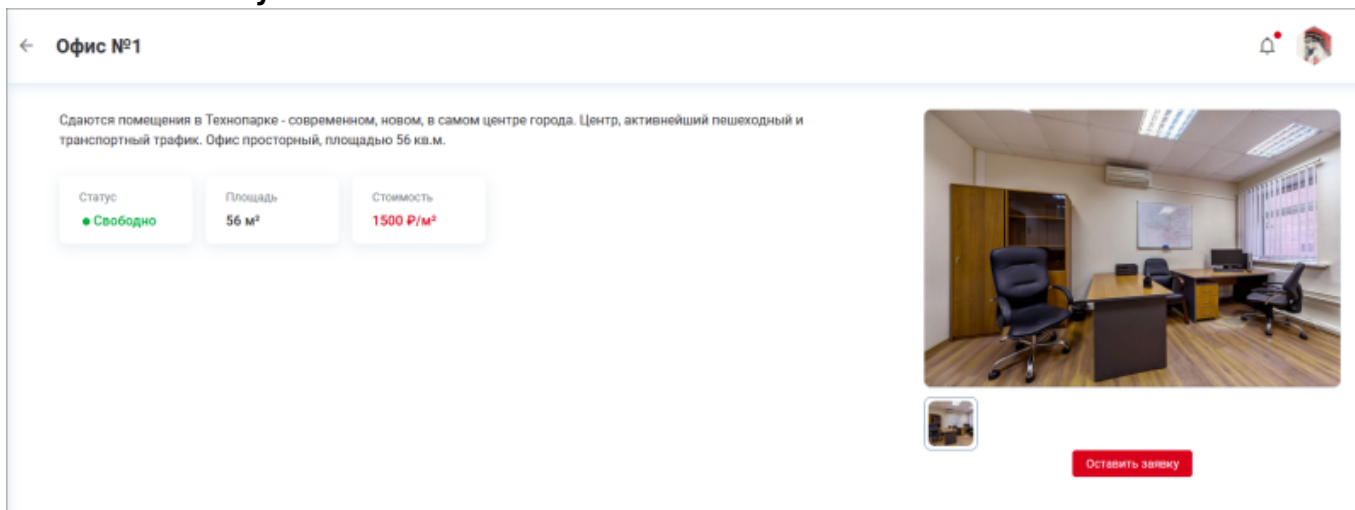 Офис №1
Сдаются помещения в Технопарке - современном, новом, в самом центре города. Центр, активнейший пешеходный и
транспортный трафик. Офис просторный, площадью 56 кв.м.
Статус
Свободно
Площадь
56 м²
Стоимость
1500 ₽/м²
Оставить заявку